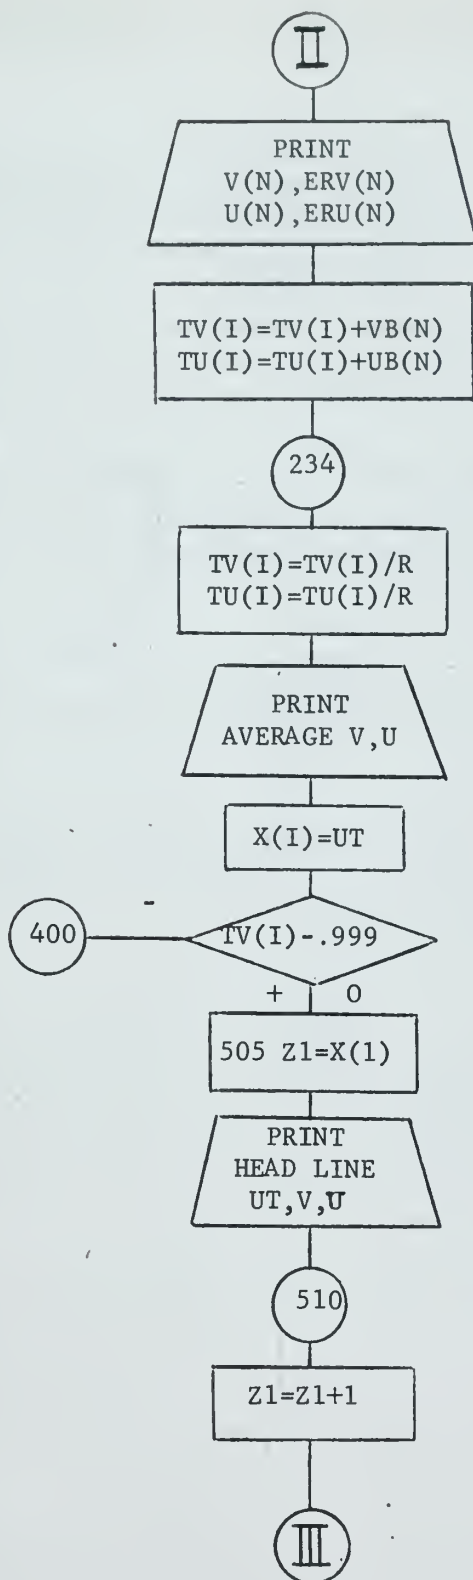 II
PRINT
V(N),ERV(N)
U(N),ERU(N)
TV(I)=TV(I)+VB(N)
TU(I)=TU(I)+UB(N)
234
TV(I)=TV(I)/R
TU(I)=TU(I)/R
PRINT
AVERAGE V,U
X(I)=UT
-
400
TV(I)-.999
+ 0
505 Z1=X(1)
PRINT
HEAD LINE
UT,V,U
510
Z1=Z1+1
III